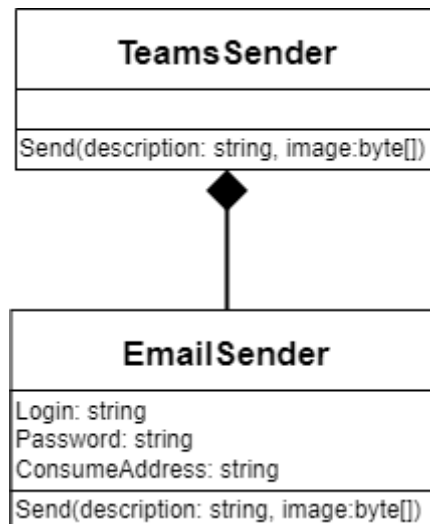 TeamsSender
Send(description: string, image:byte[])
EmailSender
Login: string
Password: string
ConsumeAddress: string
Send(description: string, image:byte[])